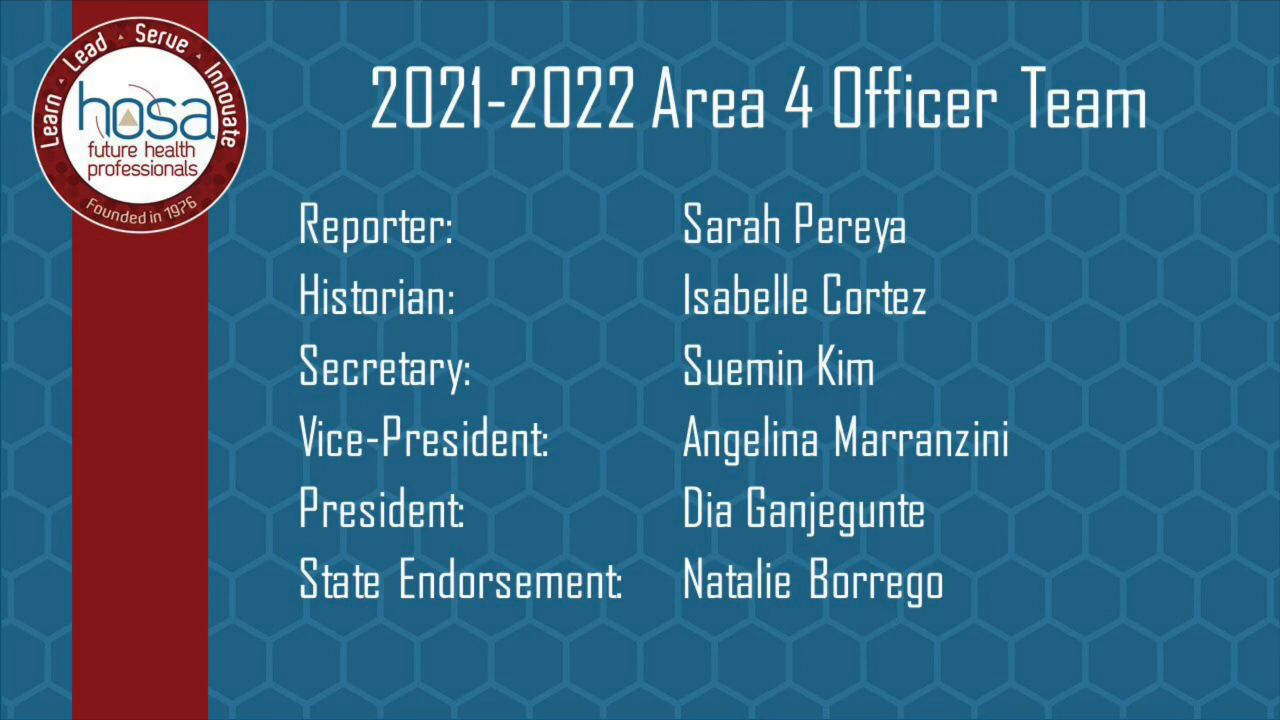 Learn • Lead • Serve • Innovate
hosa
future health
professionals
Founded in 1976
2021-2022 Area 4 Officer Team
Reporter: Sarah Pereya
Historian: Isabelle Cortez
Secretary: Suemin Kim
Vice-President: Angelina Marranzini
President: Dia Ganjegunte
State Endorsement: Natalie Borrego